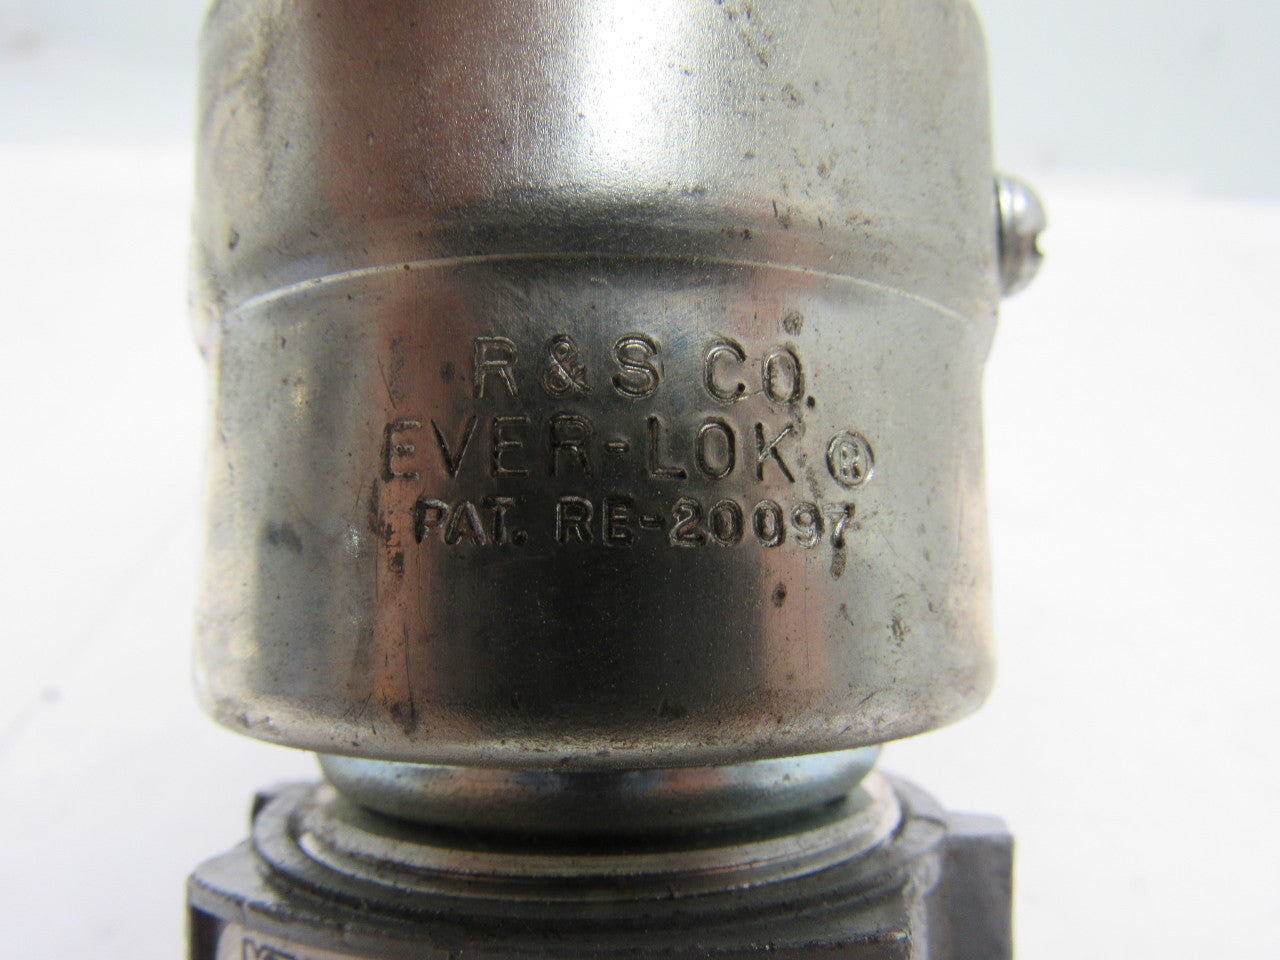 R & S CO.
EVER-LOK ®
PAT. RE-20097